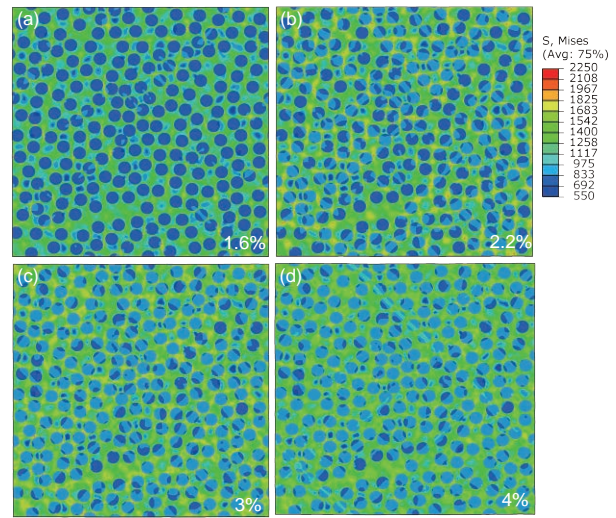 (a)
1.6%
(b)
2.2%
S, Mises
(Avg: 75%)
2250
2108
1967
1825
1683
1542
1400
1258
1117
975
833
692
550
(c)
3%
(d)
4%